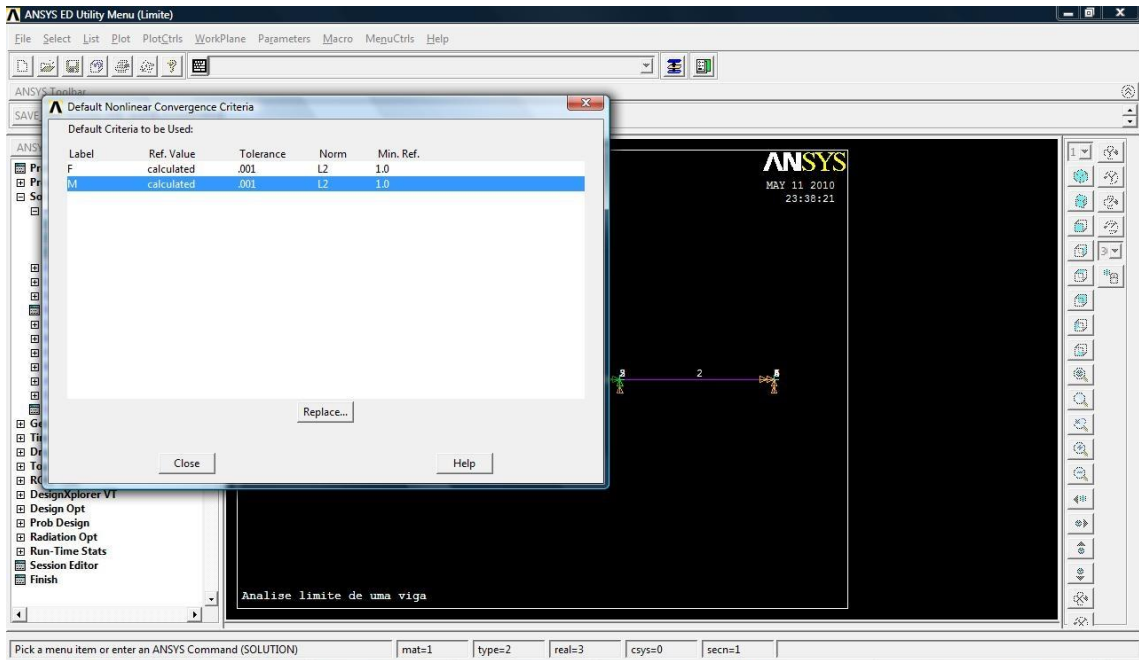 ANSYS ED Utility Menu (Limite)
File Select List Plot PlotCtrls WorkPlane Parameters Macro MenuCtrls Help
ANSYS Toolbar
SAVE
Default Nonlinear Convergence Criteria
Default Criteria to be Used:
Label Ref. Value Tolerance Norm Min. Ref.
F calculated .001 L2 1.0
M calculated .001 L2 1.0
Replace...
Close Help
ANSYS
MAY 11 2010
23:38:21
2
Analise limite de uma viga
1
3
DesignXplorer VT
Design Opt
Prob Design
Radiation Opt
Run-Time Stats
Session Editor
Finish
Pick a menu item or enter an ANSYS Command (SOLUTION) mat=1 type=2 real=3 csys=0 secn=1